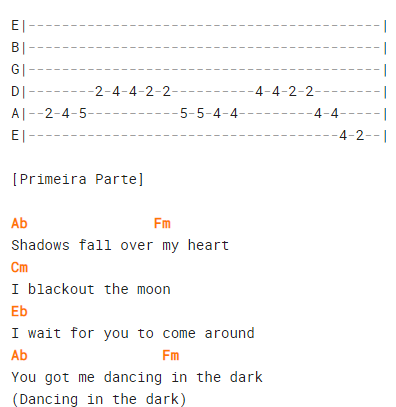 E|------------------------------------------|
B|------------------------------------------|
G|------------------------------------------|
D|--------2-4-4-2-2----------4-4-2-2--------|
A|--2-4-5-----------5-5-4-4---------4-4-----|
E|-------------------------------------4-2--|
[Primeira Parte]
Ab               Fm
Shadows fall over my heart
Cm
I blackout the moon
Eb
I wait for you to come around
Ab                Fm
You got me dancing in the dark
(Dancing in the dark)